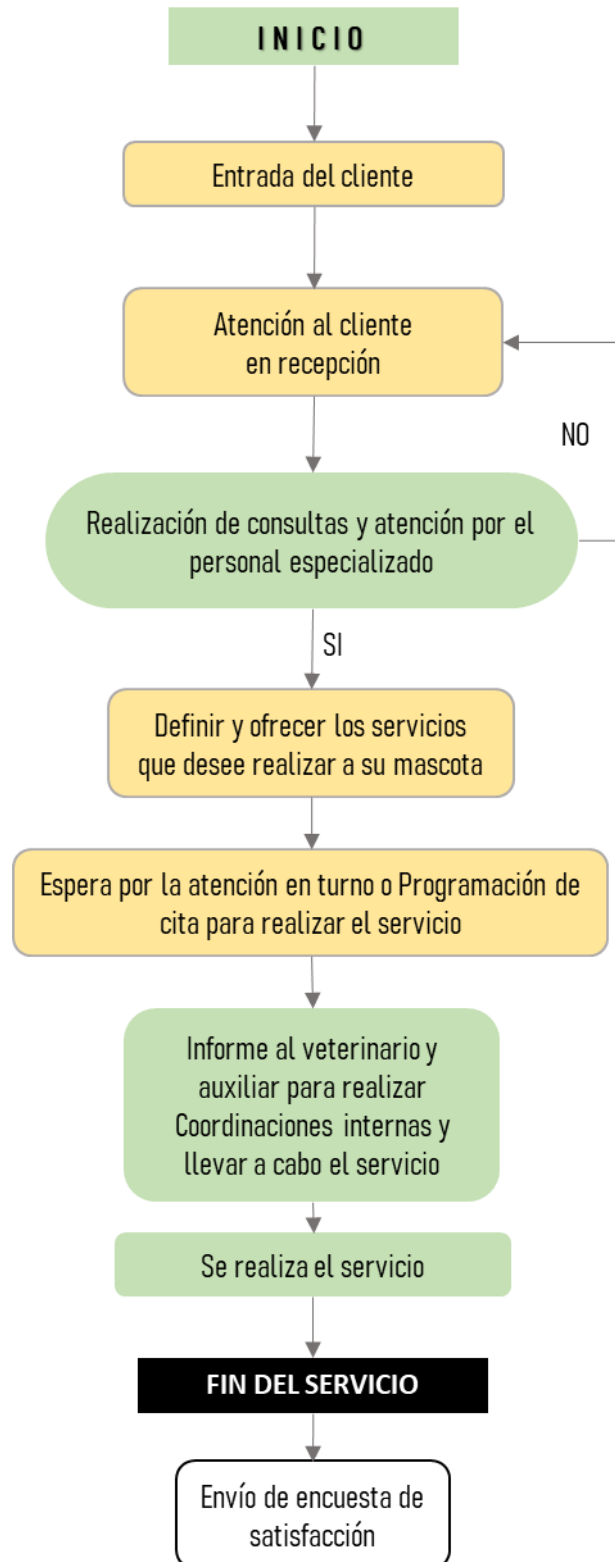 INICIO
Entrada del cliente
Atención al cliente
en recepción
NO
Realización de consultas y atención por el
personal especializado
SI
Definir y ofrecer los servicios
que desee realizar a su mascota
Espera por la atención en turno o Programación de
cita para realizar el servicio
Informe al veterinario y
auxiliar para realizar
Coordinaciones internas y
llevar a cabo el servicio
Se realiza el servicio
FIN DEL SERVICIO
Envío de encuesta de
satisfacción